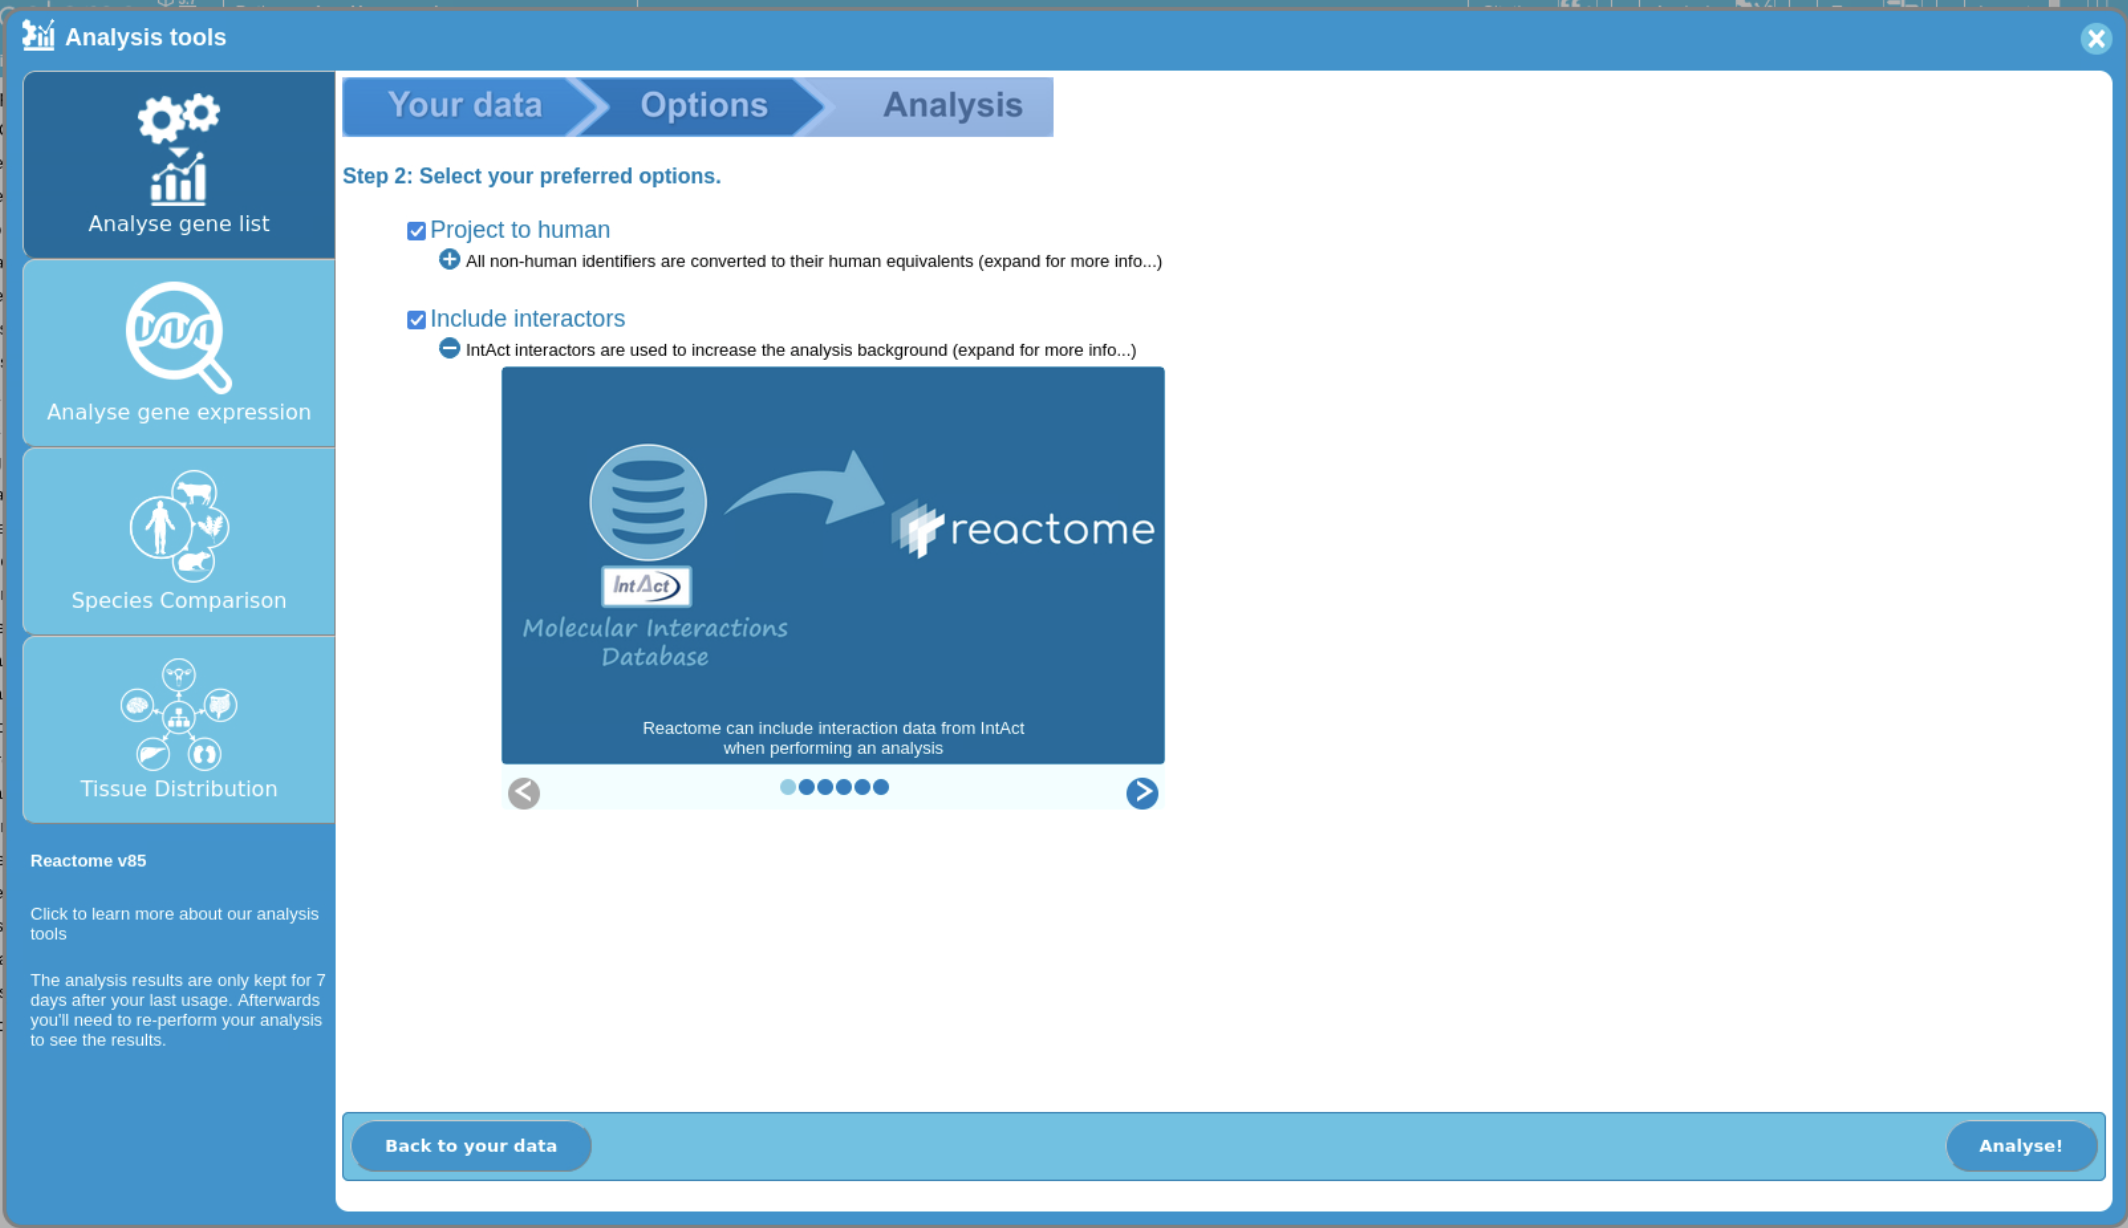 Analysis tools
Your data
Options
Analysis
Analyse gene list
Analyse gene expression
Species Comparison
Tissue Distribution
Reactome v85
Click to learn more about our analysis
tools
The analysis results are only kept for 7
days after your last usage. Afterwards
you'll need to re-perform your analysis
to see the results.
Step 2: Select your preferred options.
Project to human
All non-human identifiers are converted to their human equivalents (expand for more info...)
Include interactors
IntAct interactors are used to increase the analysis background (expand for more info...)
reactome
IntAct
Molecular Interactions
Database
Reactome can include interaction data from IntAct
when performing an analysis
Back to your data
Analyse!